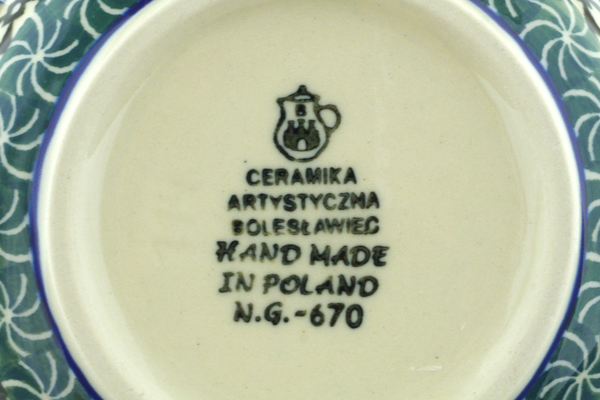 CERAMIKA
ARTYSTYCZNA
BOLESŁAWIEC
HAND MADE
IN POLAND
N.G.-670